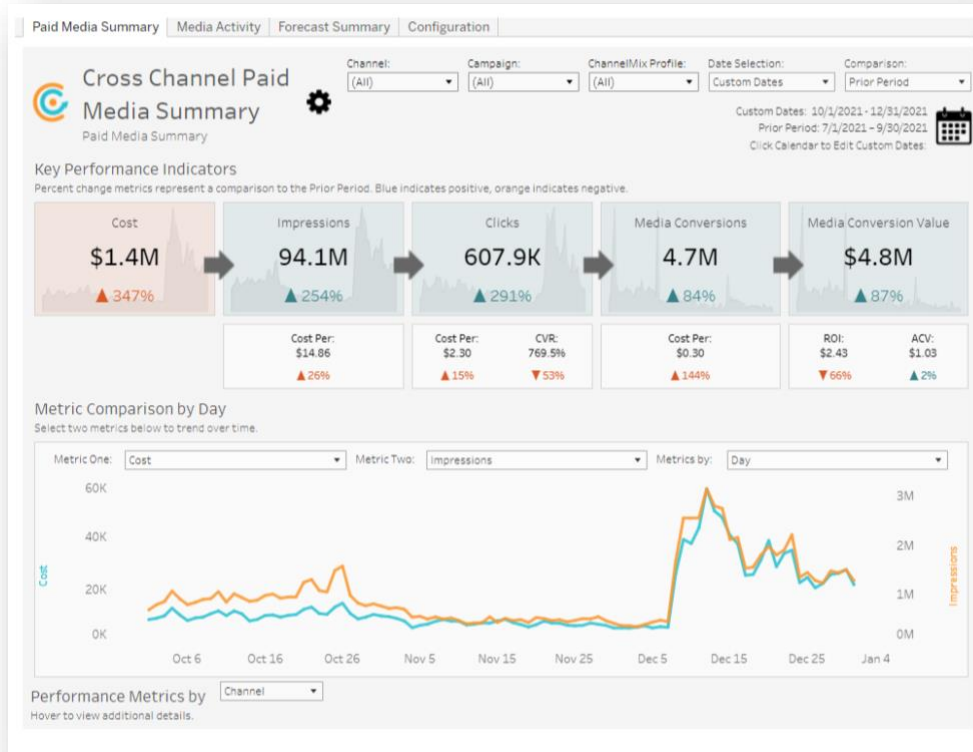 Paid Media Summary Media Activity Forecast Summary Configuration
Channel: Campaign: ChannelMix Profile: Date Selection: Comparison:
(All) (All) (All) Custom Dates Prior Period
Cross Channel Paid
Media Summary
Paid Media Summary
Custom Dates: 10/1/2021 - 12/31/2021
Prior Period: 7/1/2021 – 9/30/2021
Click Calendar to Edit Custom Dates:
Key Performance Indicators
Percent change metrics represent a comparison to the Prior Period. Blue indicates positive, orange indicates negative.
Cost Impressions Clicks Media Conversions Media Conversion Value
$1.4M 94.1M 607.9K 4.7M $4.8M
▲ 347% ▲ 254% ▲ 291% ▲ 84% ▲ 87%
Cost Per: Cost Per: CVR: Cost Per: ROI: ACV:
$14.86 $2.30 769.5% $0.30 $2.43 $1.03
▲ 26% ▲ 15% ▼ 53% ▲ 144% ▼ 66% ▲ 2%
Metric Comparison by Day
Select two metrics below to trend over time.
Metric One: Cost Metric Two: Impressions Metrics by: Day
60K 3M
40K 2M
20K 1M
0K 0M
Cost Impressions
Oct 6 Oct 16 Oct 26 Nov 5 Nov 15 Nov 25 Dec 5 Dec 15 Dec 25 Jan 4
Performance Metrics by Channel
Hover to view additional details.